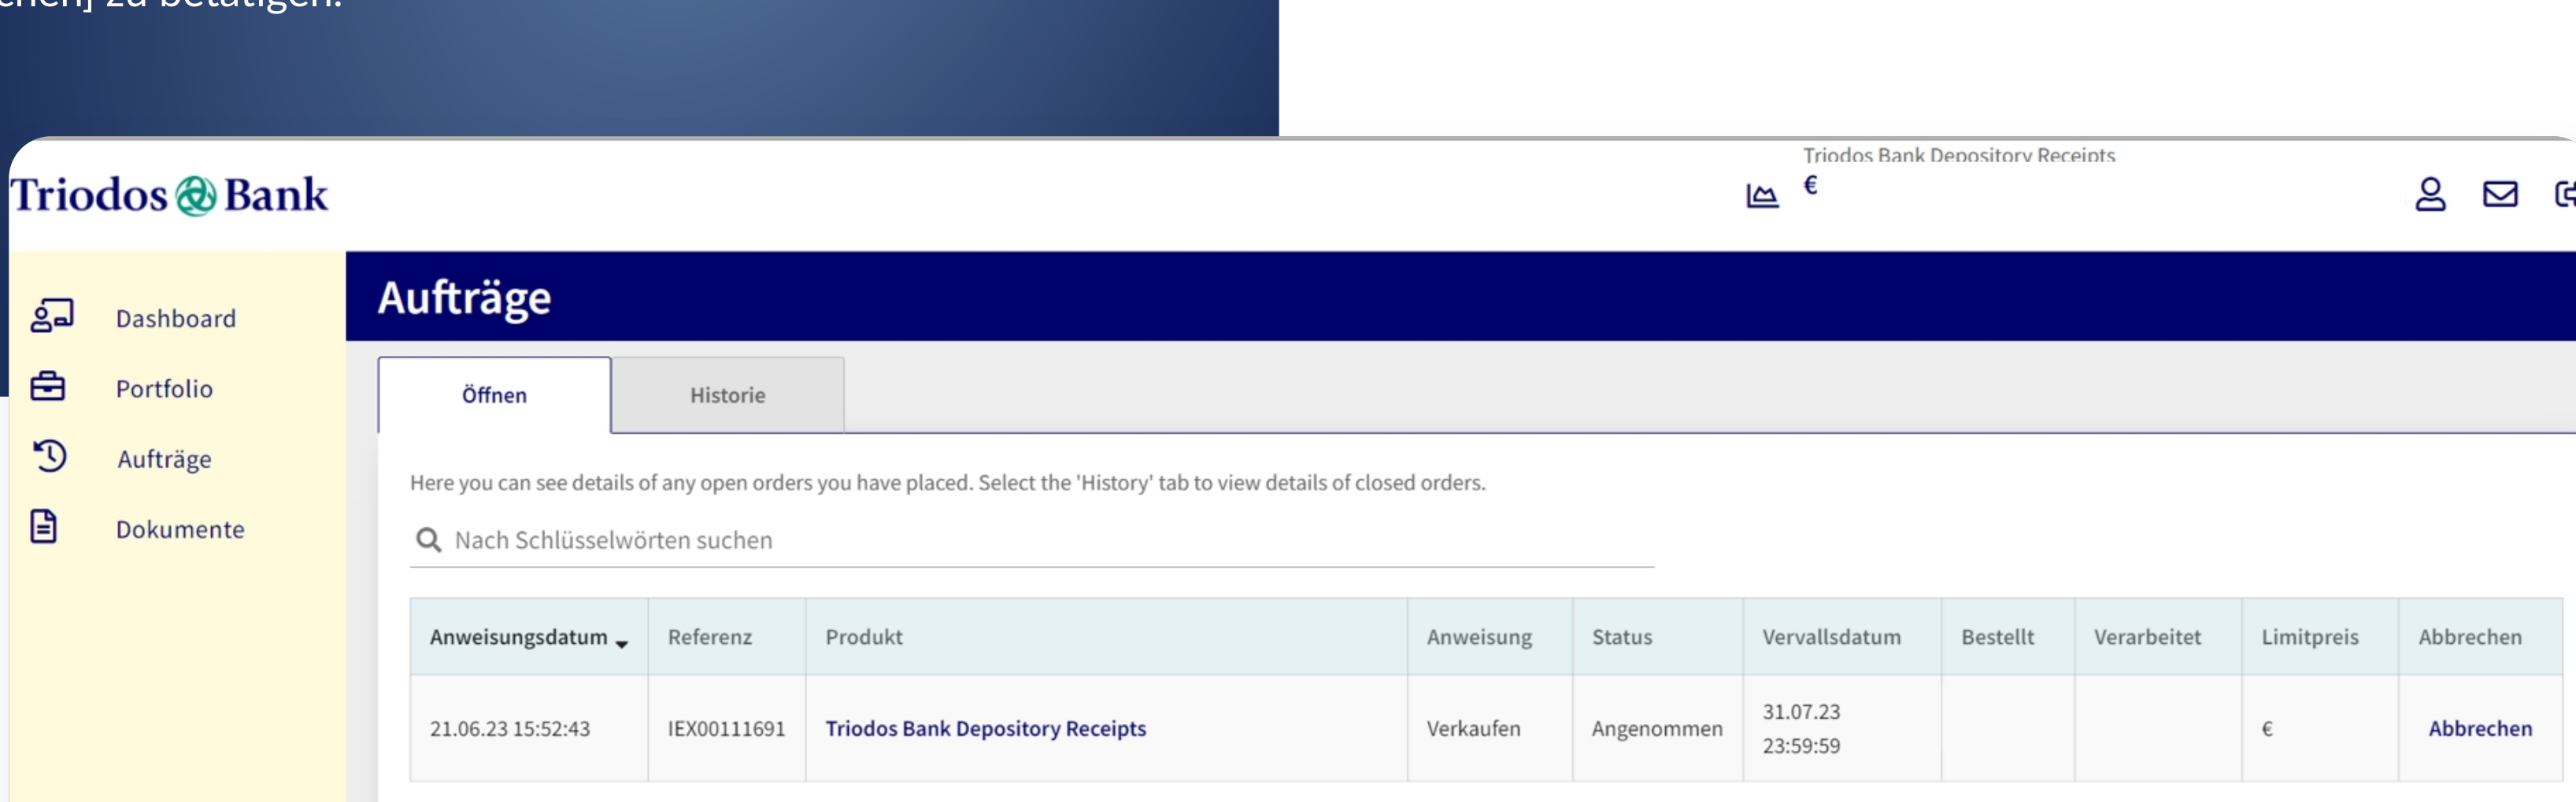 zu betätigen.
Triodos Bank Depository Receipts
Triodos Bank
€
Aufträge
Dashboard
Portfolio
Aufträge
Dokumente
Öffnen Historie
Here you can see details of any open orders you have placed. Select the 'History' tab to view details of closed orders.
Nach Schlüsselwörten suchen
Anweisungsdatum Referenz Produkt Anweisung Status Vervallsdatum Bestellt Verarbeitet Limitpreis Abbrechen
21.06.23 15:52:43 IEX00111691 Triodos Bank Depository Receipts Verkaufen Angenommen 31.07.23 € Abbrechen
23:59:59